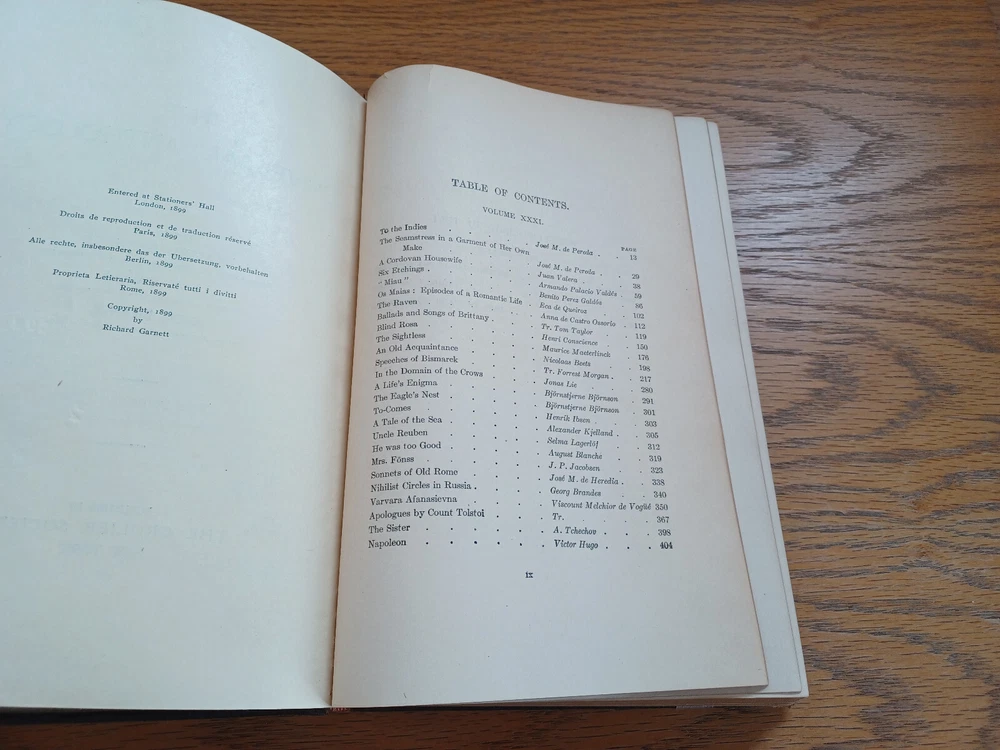 Entered at Stationers' Hall
London, 1899
Droits de reproduction et de traduction réservé
Paris, 1899
Alle rechte, insbesondere das der Ubersetzung, vorbehalten
Berlin, 1899
Proprieta Letieraria, Riservaté tutti i divitti
Rome, 1899
Copyright, 1899
by
Richard Garnett
TABLE OF CONTENTS.
VOLUME XXXI.
PAGE
To the Indies . . . . . . José M. de Pereda . 13
The Seamstress in a Garment of Her Own
Make . . . . José M. de Pereda . 29
A Cordovan Housewife . . . . Juan Valera . 38
Six Etchings . . . . . Armando Palacio Valdés . 59
"Miau" . . . . . Benito Perez Galdós . 86
Os Maias : Episodes of a Romantic Life . Eca de Queiroz . 102
The Raven . . . . . Anna de Castro Ossorio . 112
Ballads and Songs of Brittany . . . Tr. Tom Taylor . 119
Blind Rosa . . . . . Henri Conscience . 150
The Sightless . . . . . Maurice Maeterlinck . 176
An Old Acquaintance . . . . Nicolaas Beets . 198
Speeches of Bismarck . . . . Tr. Forrest Morgan . 217
In the Domain of the Crows . . . Jonas Lie . 280
A Life's Enigma . . . . Björnstjerne Björnson . 291
The Eagle's Nest . . . . Björnstjerne Björnson . 301
To-Comes . . . . . Henrik Ibsen . 303
A Tale of the Sea . . . . Alexander Kjelland . 305
Uncle Reuben . . . . Selma Lagerlöf . 312
He was too Good . . . . August Blanche . 319
Mrs. Fönss . . . . . J. P. Jacobsen . 323
Sonnets of Old Rome . . . . José M. de Heredia . 338
Nihilist Circles in Russia . . . . Georg Brandes . 340
Varvara Afanasievna . . . . Viscount Melchior de Vogüé 350
Apologues by Count Tolstoi . . . . Tr. . . 367
The Sister . . . . . A. Tchechov . . . 398
Napoleon . . . . . Victor Hugo . . . 404
ix